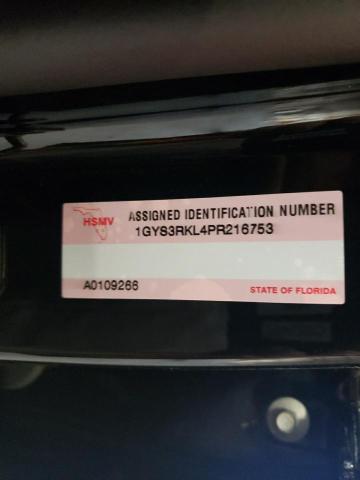 HSMV
ASSIGNED IDENTIFICATION NUMBER
1GYS3RKL4PR216753
A0109266
STATE OF FLORIDA